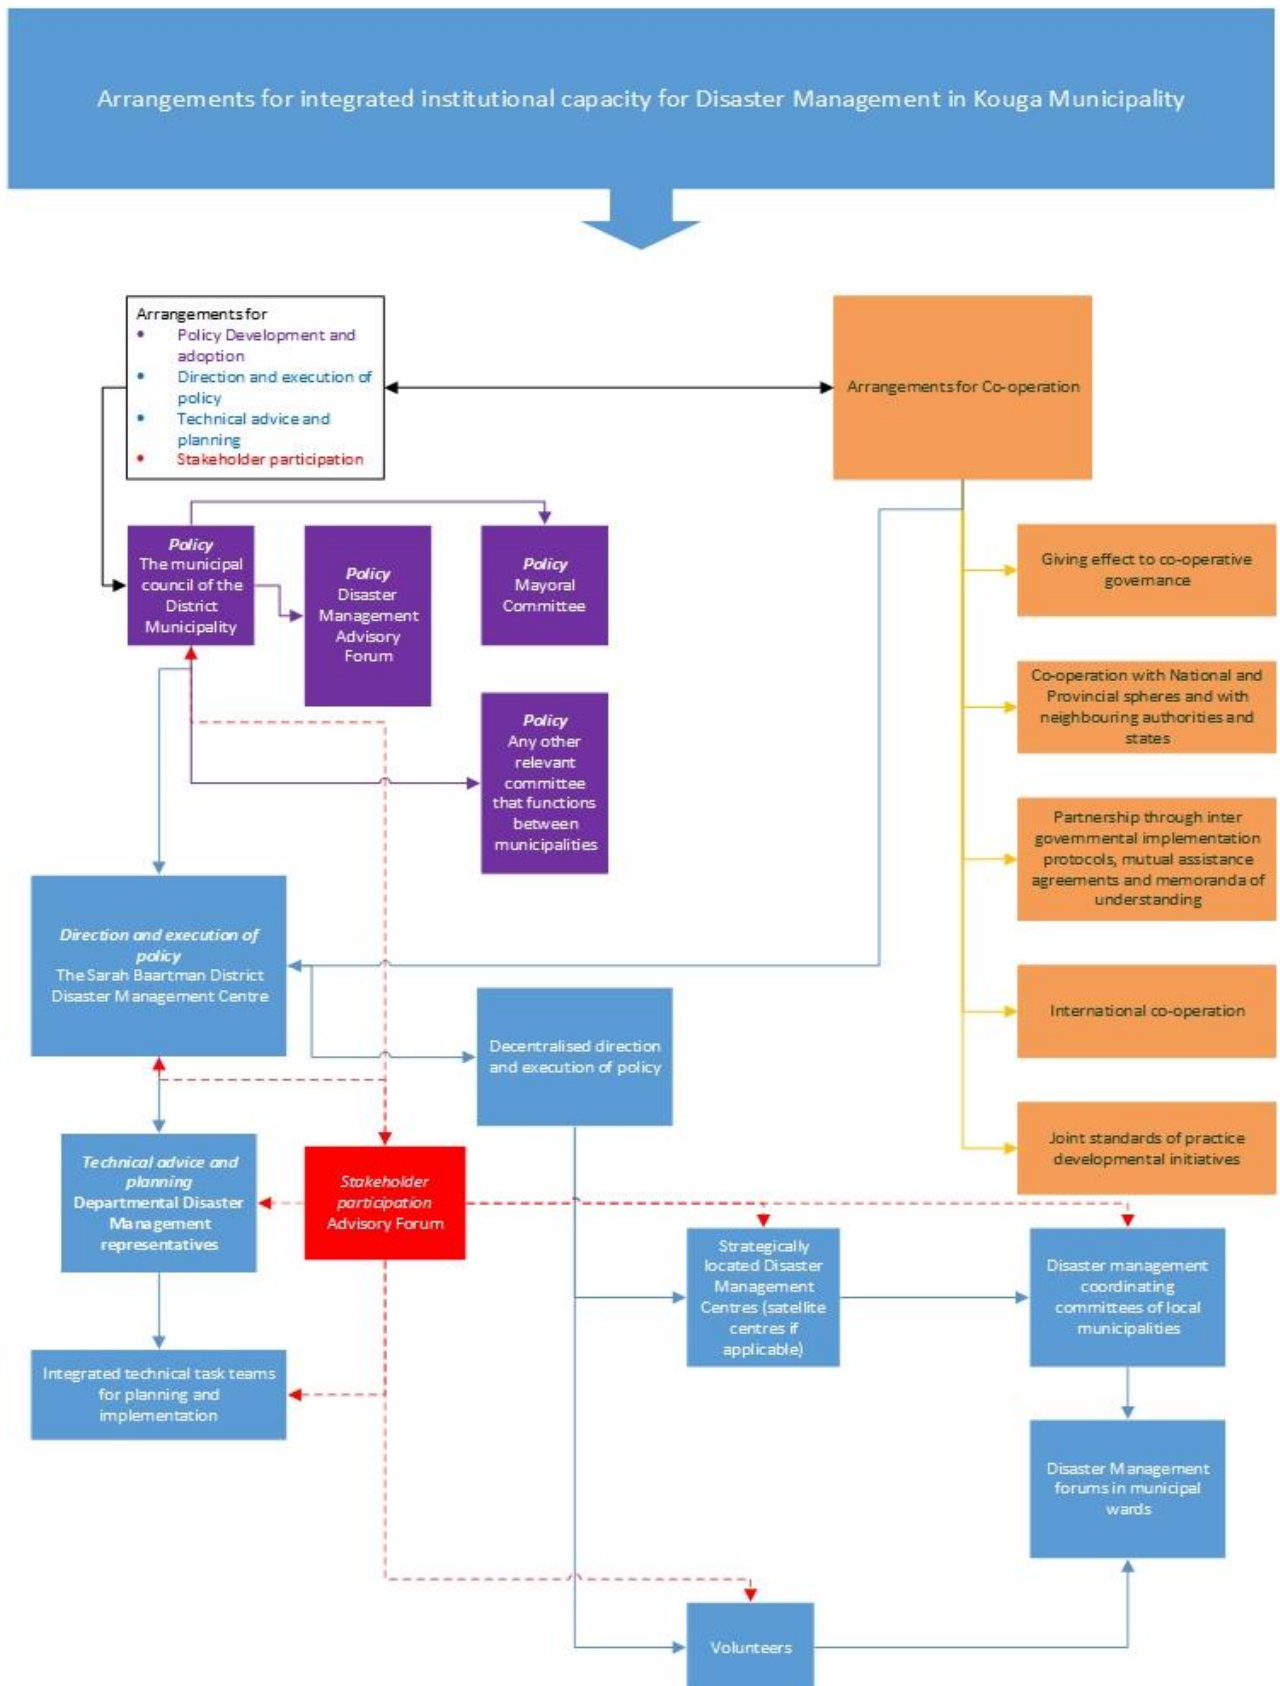 Arrangements for integrated institutional capacity for Disaster Management in Kouga Municipality
Arrangements for
• Policy Development and
adoption
• Direction and execution of
policy
• Technical advice and
planning
• Stakeholder participation
Arrangements for Co-operation
Policy
The municipal
council of the
District
Municipality
Policy
Disaster
Management
Advisory
Forum
Policy
Mayoral
Committee
Giving effect to co-operative
governance
Co-operation with National and
Provincial spheres and with
neighbouring authorities and
states
Policy
Any other
relevant
committee
that functions
between
municipalities
Partnership through inter
governmental implementation
protocols, mutual assistance
agreements and memoranda of
understanding
Direction and execution of
policy
The Sarah Baartman District
Disaster Management Centre
Decentralised direction
and execution of policy
International co-operation
Joint standards of practice
developmental initiatives
Technical advice and
planning
Departmental Disaster
Management
representatives
Stakeholder
participation
Advisory Forum
Strategically
located Disaster
Management
Centres (satellite
centres if
applicable)
Disaster management
coordinating
committees of local
municipalities
Integrated technical task teams
for planning and
implementation
Disaster Management
forums in municipal
wards
Volunteers